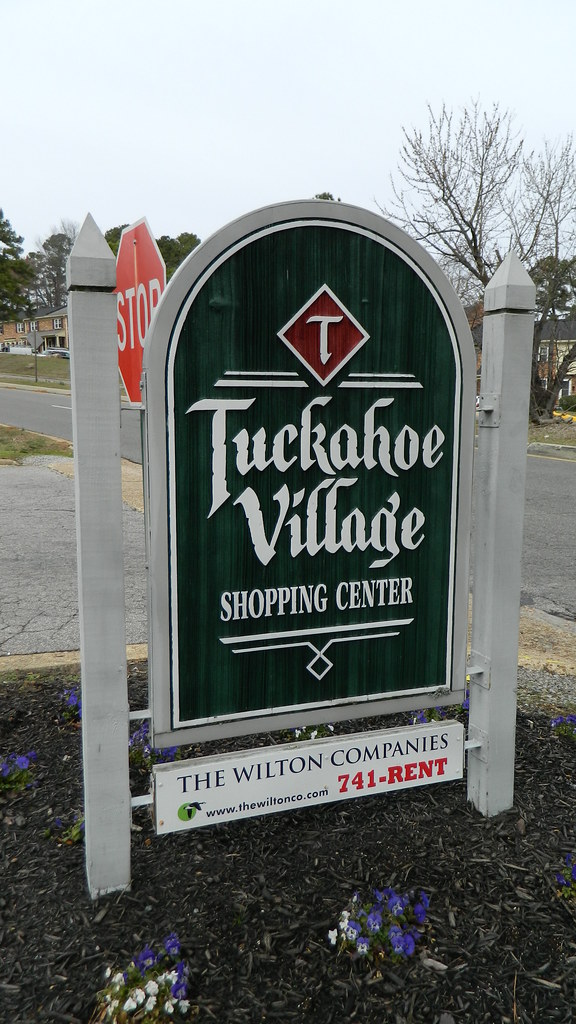 STOP
T
Tuckahoe
Village
SHOPPING CENTER
THE WILTON COMPANIES
www.thewiltonco.com 741-RENT